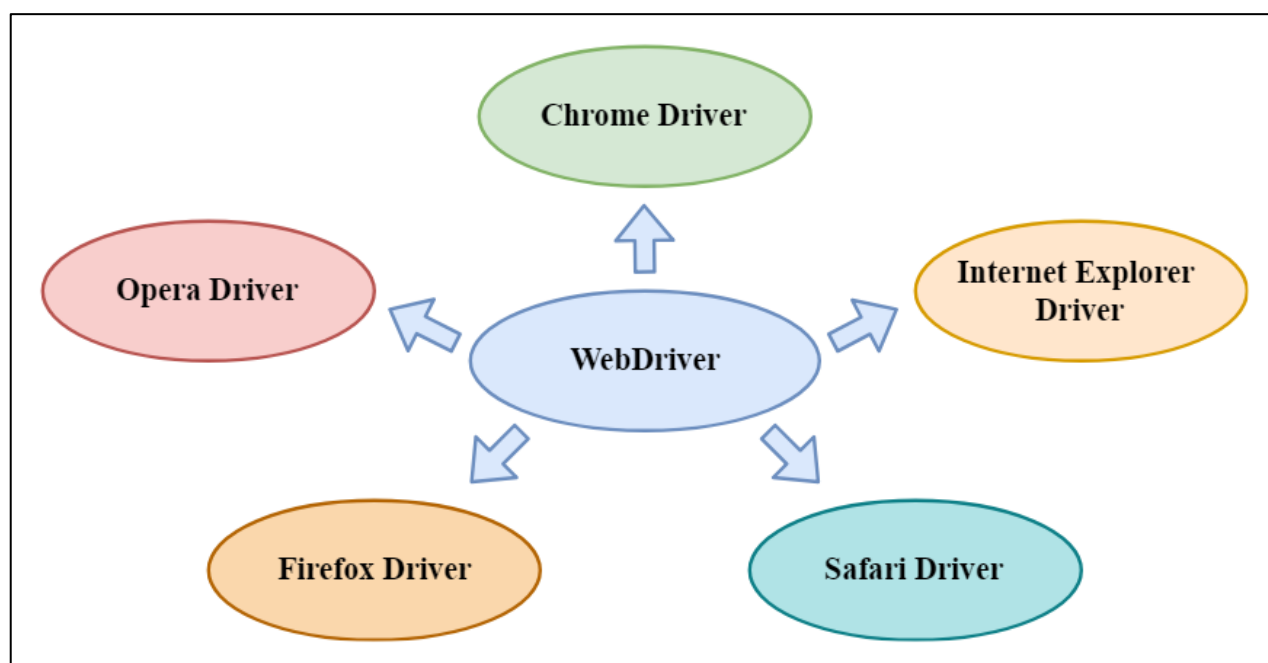 Chrome Driver
Opera Driver
Internet Explorer
Driver
WebDriver
Firefox Driver
Safari Driver